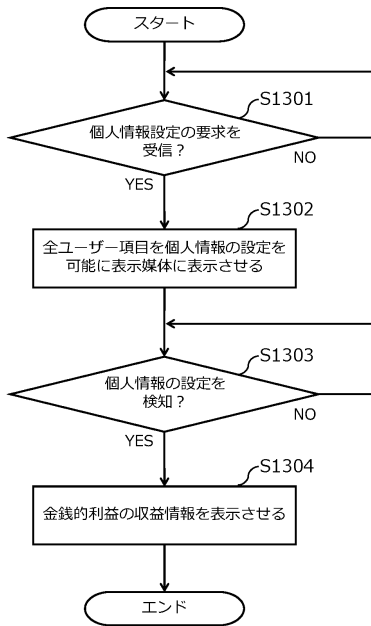 スタート
S1301
個人情報設定の要求を
受信？
NO
YES
S1302
全ユーザー項目を個人情報の設定を
可能に表示媒体に表示させる
S1303
個人情報の設定を
検知？
NO
YES
S1304
金銭的利益の収益情報を表示させる
エンド